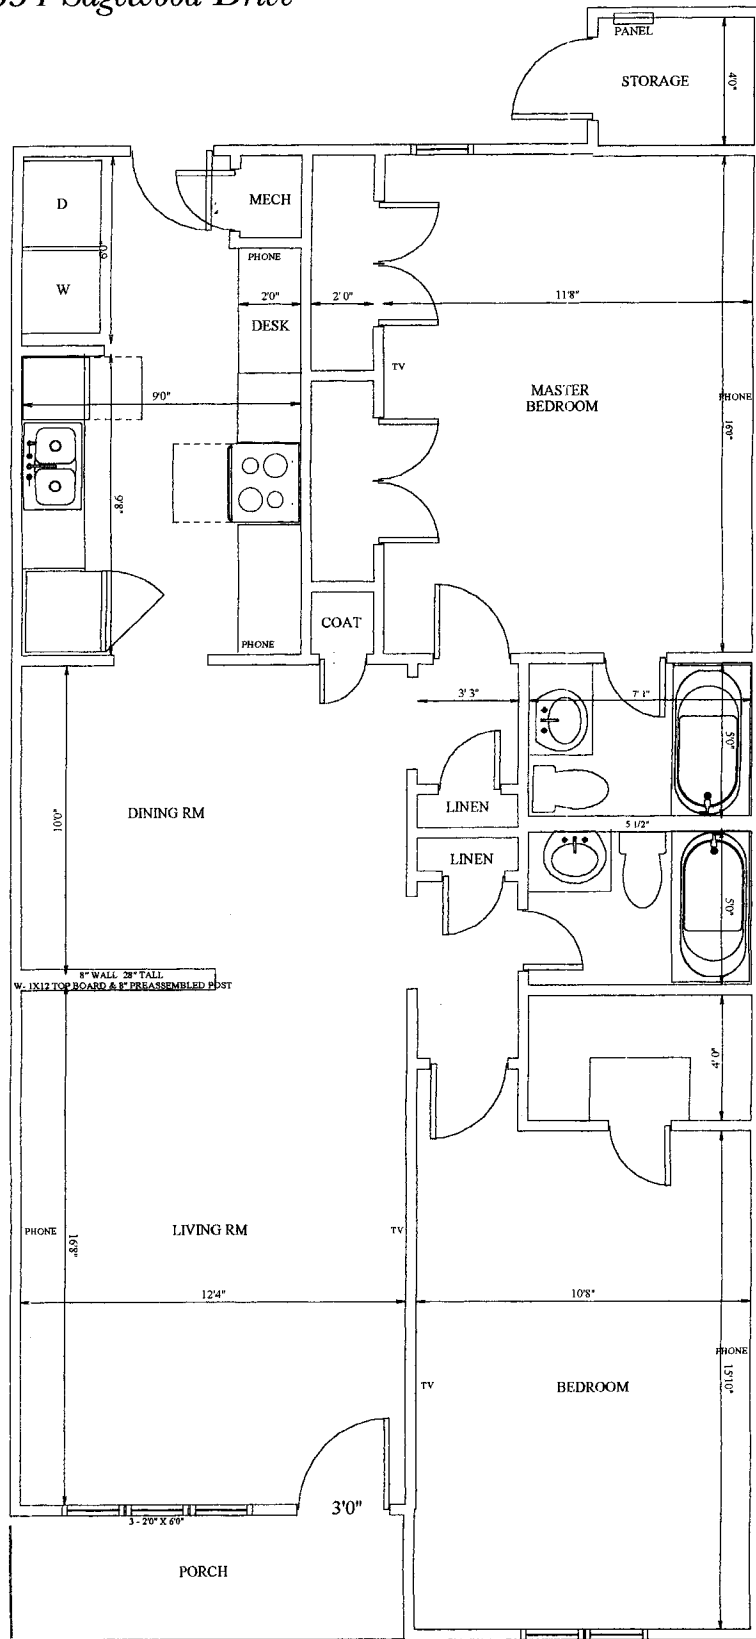 Sagewood Drive
PANEL
STORAGE
4'0"
D
MECH
6'0"
PHONE
W
2'0"
2' 0"
11'8"
DESK
TV
MASTER
BEDROOM
PHONE
9'0"
16'0"
9'8"
COAT
PHONE
3' 3"
7' 1"
5'0"
LINEN
DINING RM
10'0"
5 1/2"
LINEN
5'0"
8" WALL 28" TALL
W- 1X12 TOP BOARD & 8" PREASSEMBLED POST
4' 0"
PHONE
LIVING RM
TV
16'8"
12'4"
10'8"
PHONE
TV
BEDROOM
15'10"
3'0"
3 - 2'0" X 6'0"
PORCH